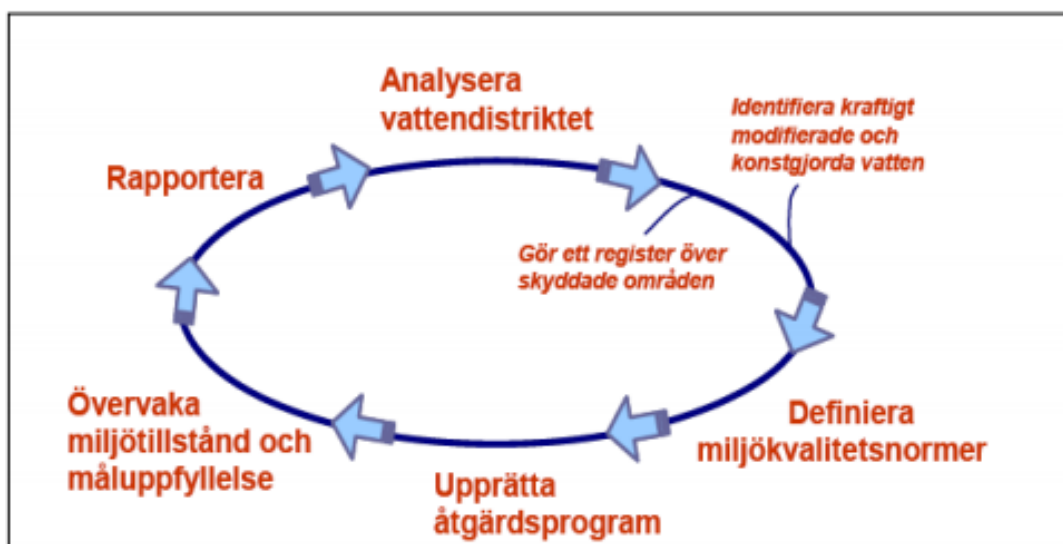 Analysera
vattendistriktet
Identifiera kraftigt
modifierade och
konstgjorda vatten
Rapportera
Gör ett register över
skyddade områden
Övervaka
miljötillstånd och
måluppfyllelse
Definiera
miljökvalitetsnormer
Upprätta
åtgärdsprogram